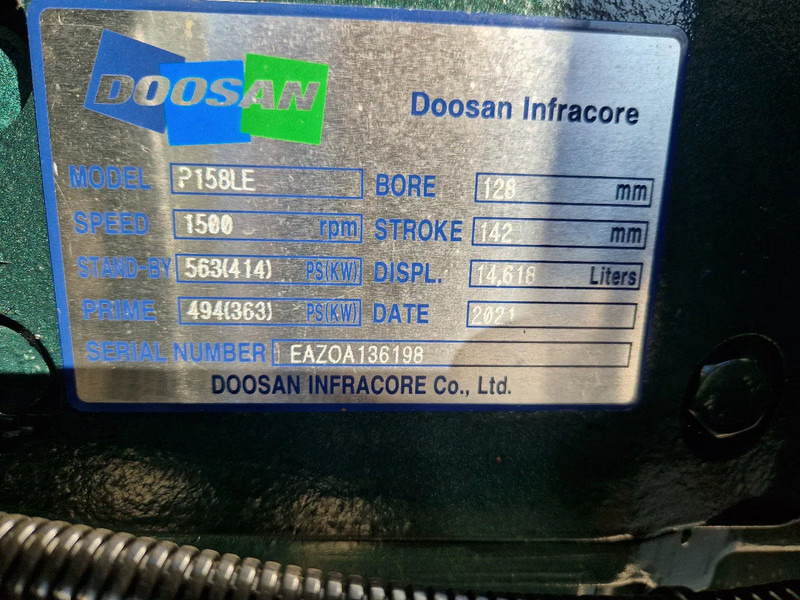 DOOSAN
Doosan Infracore
MODEL P158LE BORE 128 mm
SPEED 1500 rpm STROKE 142 mm
STAND-BY 563(414) PS(KW) DISPL. 14,618 Liters
PRIME 494(363) PS(KW) DATE 2021
SERIAL NUMBER EAZOA136198
DOOSAN INFRACORE Co., Ltd.